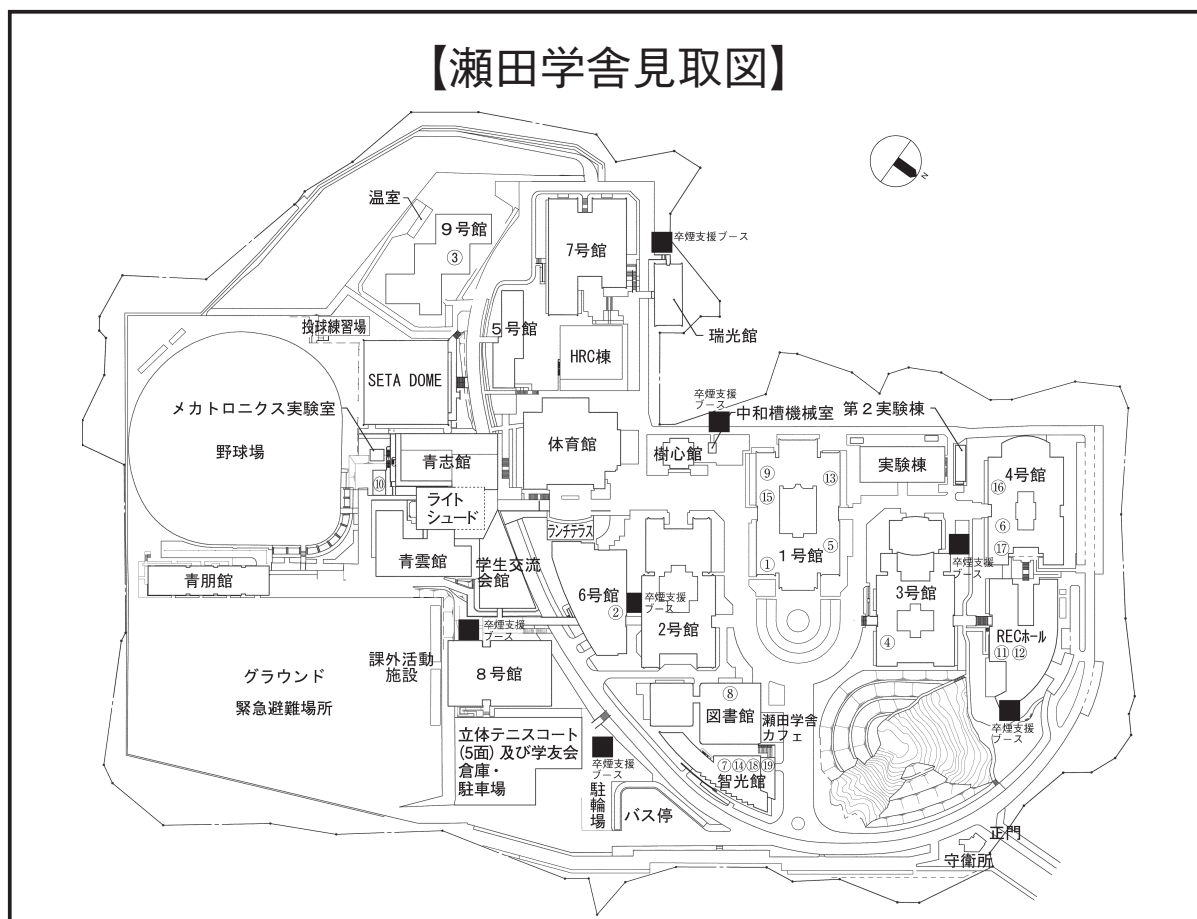 【瀬田学舎見取図】
N
温室
9号館
③
7号館
卒煙支援ブース
瑞光館
5号館
HRC棟
投球練習場
SETA DOME
メカトロニクス実験室
野球場
⑩
青志館
ライト
シュード
体育館
ランチテラス
樹心館
卒煙支援
ブース
中和槽機械室
第2実験棟
実験棟
4号館
⑯
⑥
⑰
⑨
⑬
⑮
⑤
①
1号館
卒煙支援
ブース
3号館
④
RECホール
⑪ ⑫
卒煙支援
ブース
青雲館
学生交流
会館
青朋館
6号館
②
卒煙支援
ブース
2号館
卒煙支援
ブース
課外活動
施設
8号館
グラウンド
緊急避難場所
立体テニスコート
(5面) 及び学友会
倉庫・
駐車場
卒煙支援
ブース
駐輪場
バス停
⑧
図書館
瀬田学舎
カフェ
⑦⑭⑱⑲
智光館
正門
守衛所